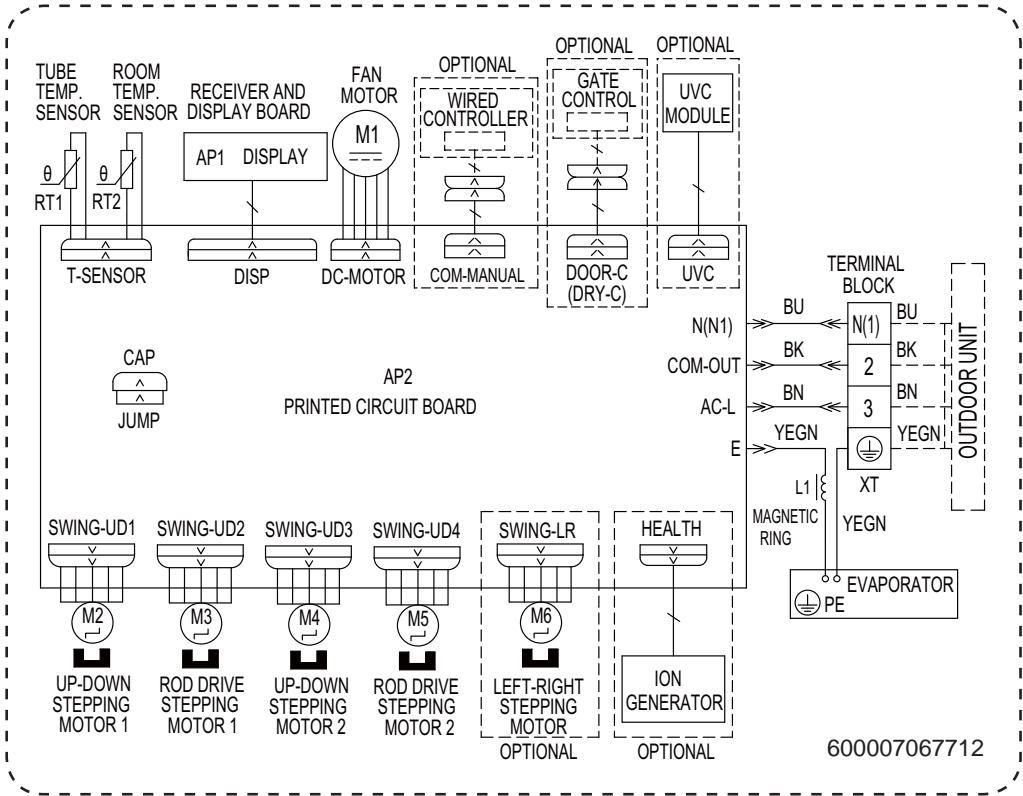 OPTIONAL
OPTIONAL
OPTIONAL
TUBE
TEMP.
SENSOR
ROOM
TEMP.
SENSOR
RECEIVER AND
DISPLAY BOARD
FAN
MOTOR
WIRED
CONTROLLER
GATE
CONTROL
UVC
MODULE
M1
AP1 DISPLAY
θ
RT1
θ
RT2
T-SENSOR
DISP
DC-MOTOR
COM-MANUAL
DOOR-C
(DRY-C)
UVC
TERMINAL
BLOCK
N(N1)
BU
N(1)
BU
COM-OUT
BK
2
BK
AC-L
BN
3
BN
E
YEGN
YEGN
XT
OUTDOOR UNIT
CAP
JUMP
AP2
PRINTED CIRCUIT BOARD
L1
MAGNETIC
RING
YEGN
EVAPORATOR
PE
SWING-UD1
SWING-UD2
SWING-UD3
SWING-UD4
SWING-LR
HEALTH
M2
M3
M4
M5
M6
UP-DOWN
STEPPING
MOTOR 1
ROD DRIVE
STEPPING
MOTOR 1
UP-DOWN
STEPPING
MOTOR 2
ROD DRIVE
STEPPING
MOTOR 2
LEFT-RIGHT
STEPPING
MOTOR
OPTIONAL
ION
GENERATOR
OPTIONAL
600007067712